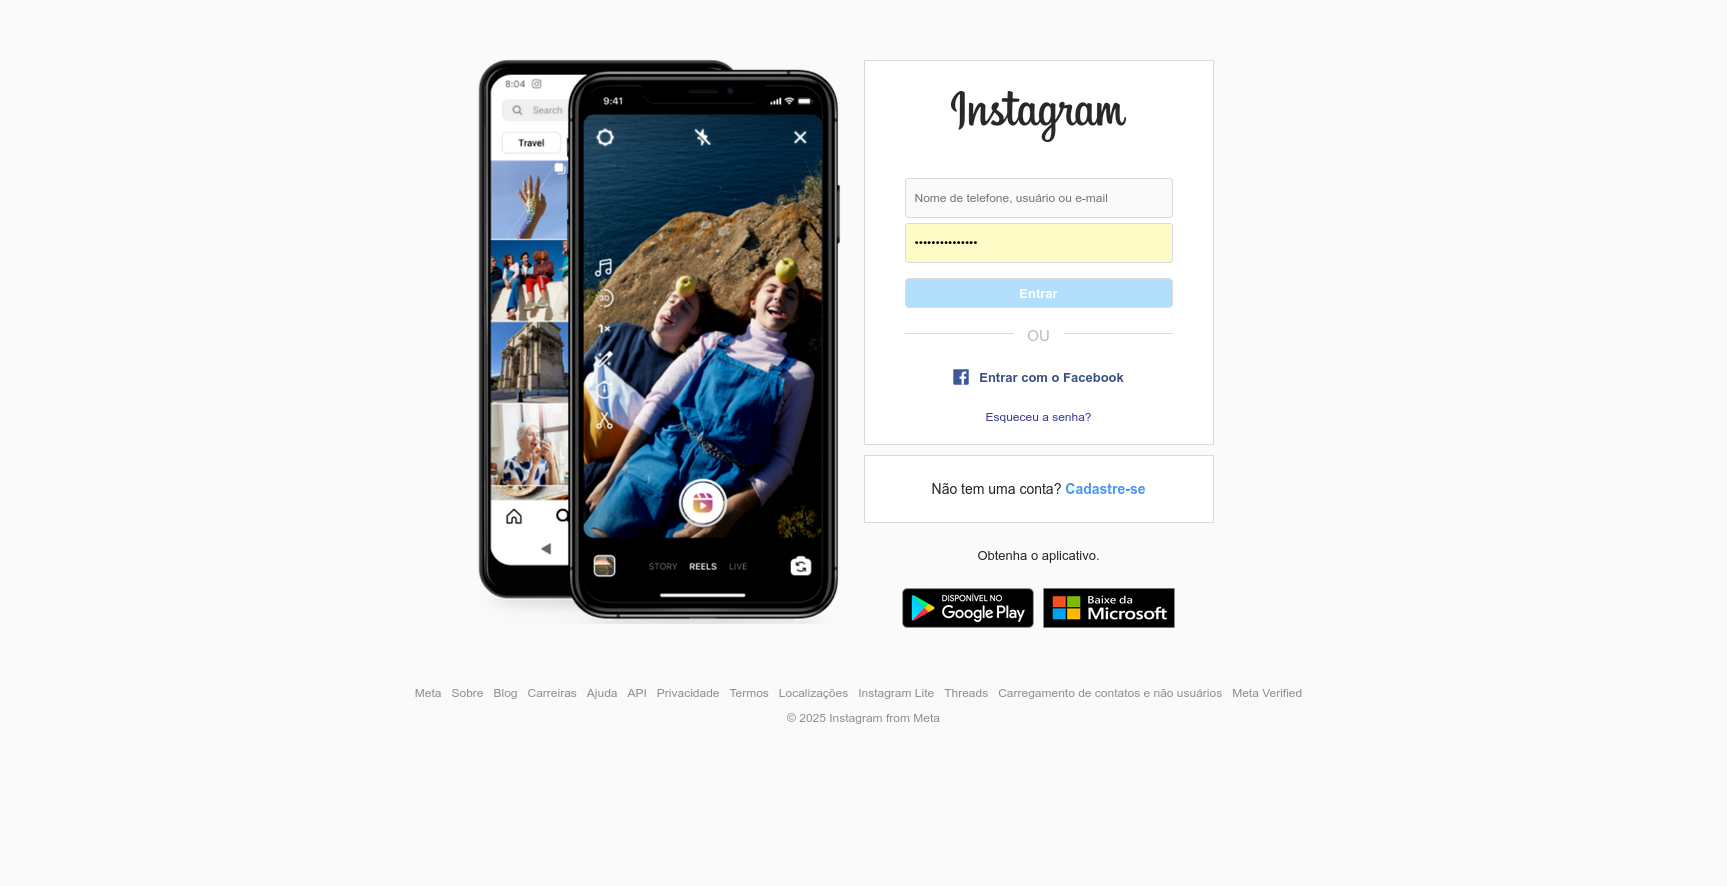 8:04
Search
Travel
9:41
30
1x
STORY REELS LIVE
Instagram
Nome de telefone, usuário ou e-mail
•••••••••••••••
Entrar
OU
Entrar com o Facebook
Esqueceu a senha?
Não tem uma conta? Cadastre-se
Obtenha o aplicativo.
DISPONÍVEL NO
Google Play
Baixe da
Microsoft
Meta Sobre Blog Carreiras Ajuda API Privacidade Termos Localizações Instagram Lite Threads Carregamento de contatos e não usuários Meta Verified
© 2025 Instagram from Meta